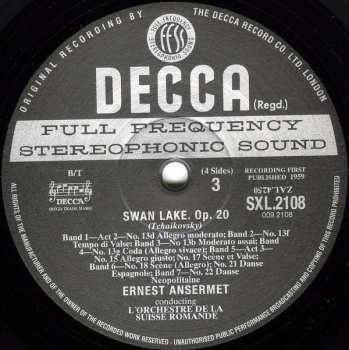 ORIGINAL RECORDING BY
THE DECCA RECORD CO. LTD. LONDON
FULL FREQUENCY
ffss
STEREOPHONIC SOUND
DECCA (Regd.)
FULL FREQUENCY
STEREOPHONIC SOUND
B/T
DECCA
(4 Sides)
3
RECORDING FIRST
PUBLISHED 1959
ZAL.4250
SXL.2108
009 2108
SWAN LAKE. Op. 20
(Tchaikovsky)
Band 1—Act 2—No. 13d Allegro moderato; Band 2—No. 13f
Tempo di Valse; Band 3—No 13b Moderato assai; Band
4—No. 13g Coda (Allegro vivace); Band 5—Act 3—
No. 15 Allegro giusto; No. 17 Scène et Valse;
Band 6—No. 18 Scène (Allegro); No. 21 Danse
Espagnole; Band 7—No. 22 Danse
Neopolitaine
ERNEST ANSERMET
conducting
L'ORCHESTRE DE LA
SUISSE ROMANDE
ALL RIGHTS OF THE MANUFACTURER AND OF THE OWNER OF THE RECORDED WORK RESERVED · UNAUTHORISED PUBLIC PERFORMANCE BROADCASTING AND COPYING OF THIS RECORD PROHIBITED